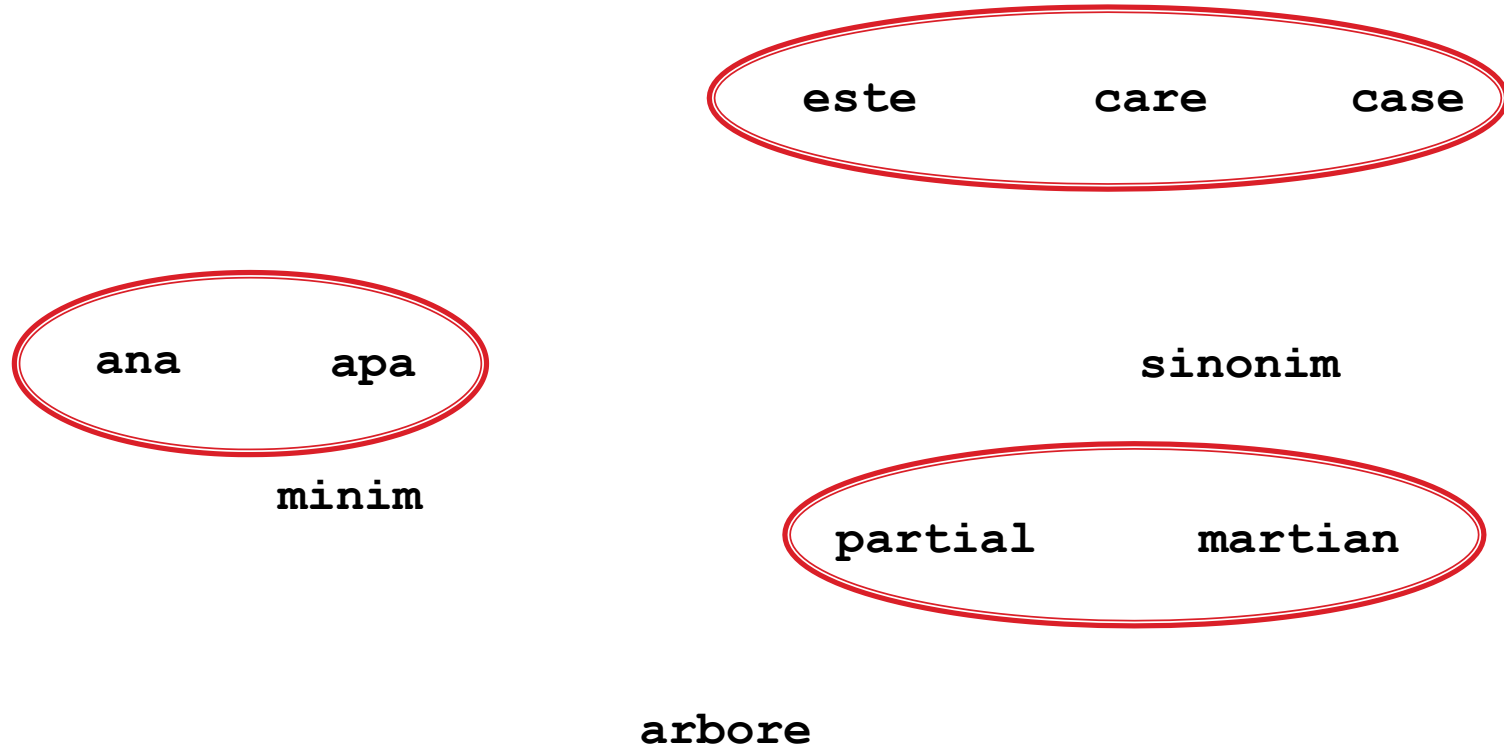 este care case
ana apa
sinonim
minim
partial martian
arbore